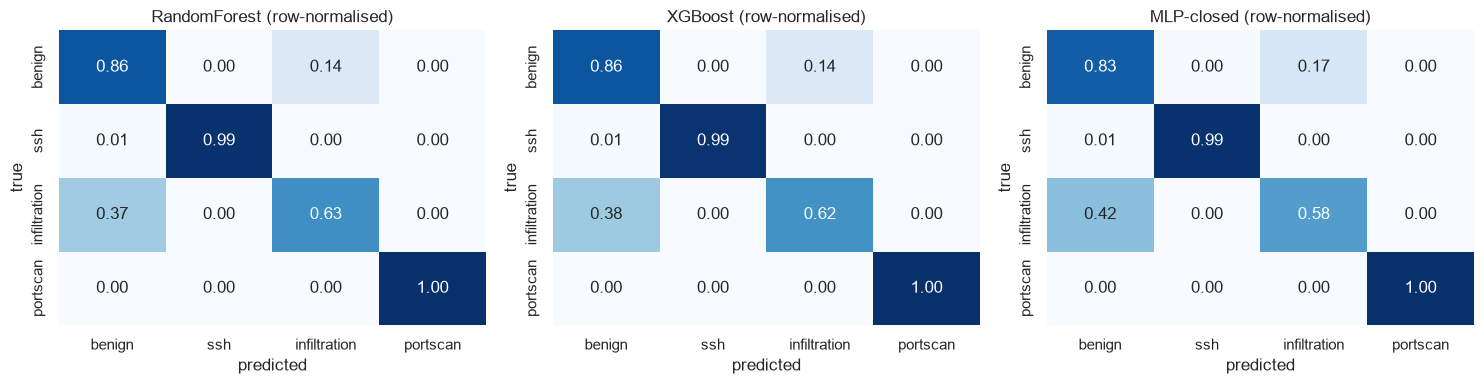 RandomForest (row-normalised)
benign 0.86 0.00 0.14 0.00
ssh 0.01 0.99 0.00 0.00
infiltration 0.37 0.00 0.63 0.00
portscan 0.00 0.00 0.00 1.00
true
benign ssh infiltration portscan
predicted
XGBoost (row-normalised)
benign 0.86 0.00 0.14 0.00
ssh 0.01 0.99 0.00 0.00
infiltration 0.38 0.00 0.62 0.00
portscan 0.00 0.00 0.00 1.00
true
benign ssh infiltration portscan
predicted
MLP-closed (row-normalised)
benign 0.83 0.00 0.17 0.00
ssh 0.01 0.99 0.00 0.00
infiltration 0.42 0.00 0.58 0.00
portscan 0.00 0.00 0.00 1.00
true
benign ssh infiltration portscan
predicted